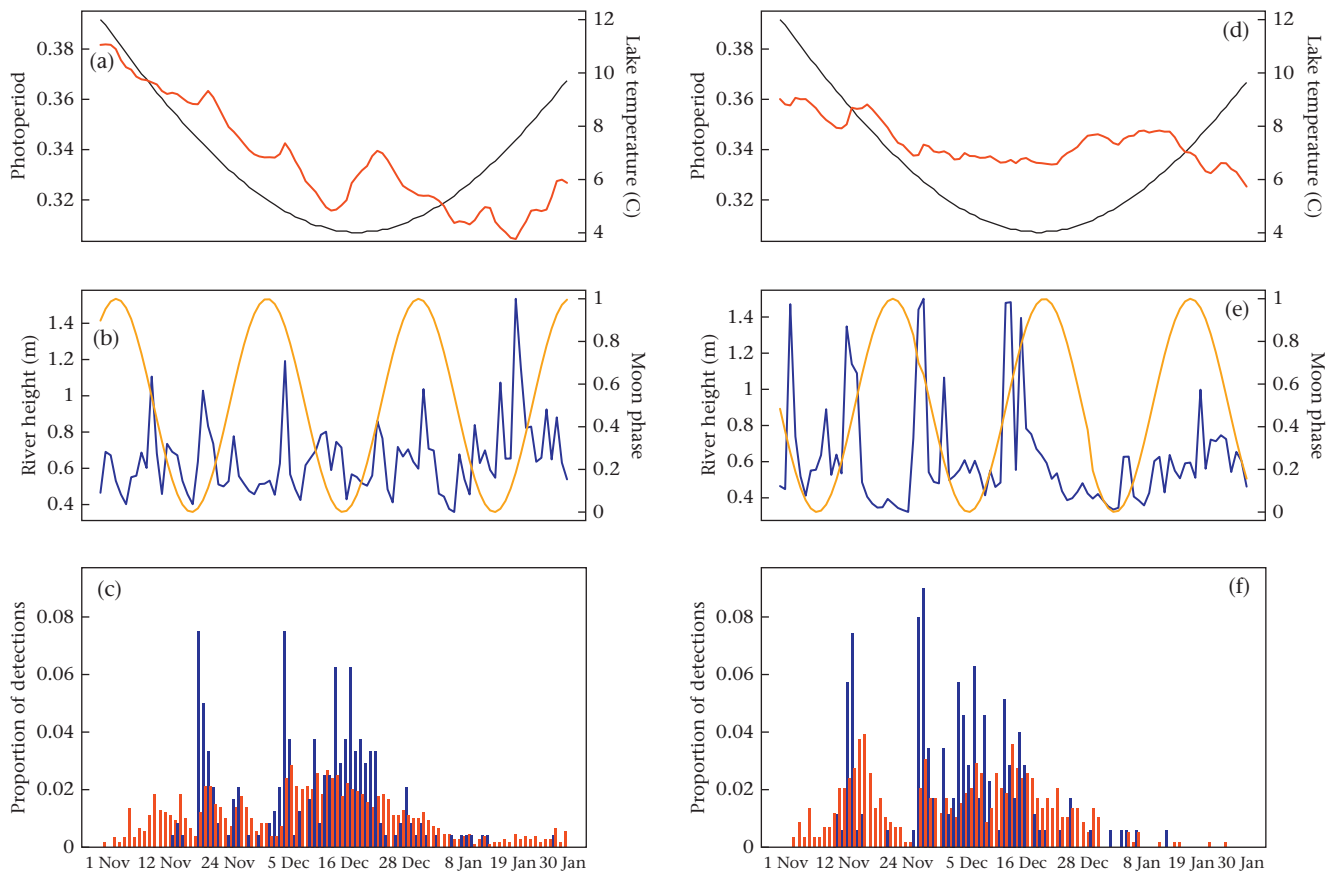 (a)
Photoperiod
0.38
0.36
0.34
0.32
12
10
8
6
4
Lake temperature (C)
(d)
Photoperiod
0.38
0.36
0.34
0.32
12
10
8
6
4
Lake temperature (C)
(b)
River height (m)
1.4
1.2
1
0.8
0.6
0.4
1
0.8
0.6
0.4
0.2
0
Moon phase
(e)
River height (m)
1.4
1.2
1
0.8
0.6
0.4
1
0.8
0.6
0.4
0.2
0
Moon phase
(c)
Proportion of detections
0.08
0.06
0.04
0.02
0
1 Nov 12 Nov 24 Nov 5 Dec 16 Dec 28 Dec 8 Jan 19 Jan 30 Jan
(f)
Proportion of detections
0.08
0.06
0.04
0.02
0
1 Nov 12 Nov 24 Nov 5 Dec 16 Dec 28 Dec 8 Jan 19 Jan 30 Jan